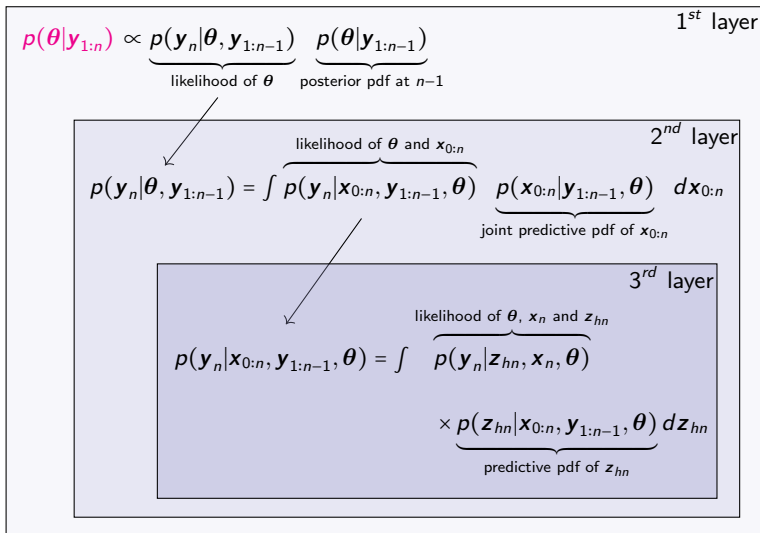 1st layer
p(θ|y1:n) ∝ p(yn|θ, y1:n−1) p(θ|y1:n−1)
likelihood of θ posterior pdf at n−1
2nd layer
likelihood of θ and x0:n
p(yn|θ, y1:n−1) = ∫ p(yn|x0:n, y1:n−1, θ) p(x0:n|y1:n−1, θ) dx0:n
joint predictive pdf of x0:n
3rd layer
likelihood of θ, xn and zhn
p(yn|x0:n, y1:n−1, θ) = ∫ p(yn|zhn, xn, θ)
× p(zhn|x0:n, y1:n−1, θ) dzhn
predictive pdf of zhn